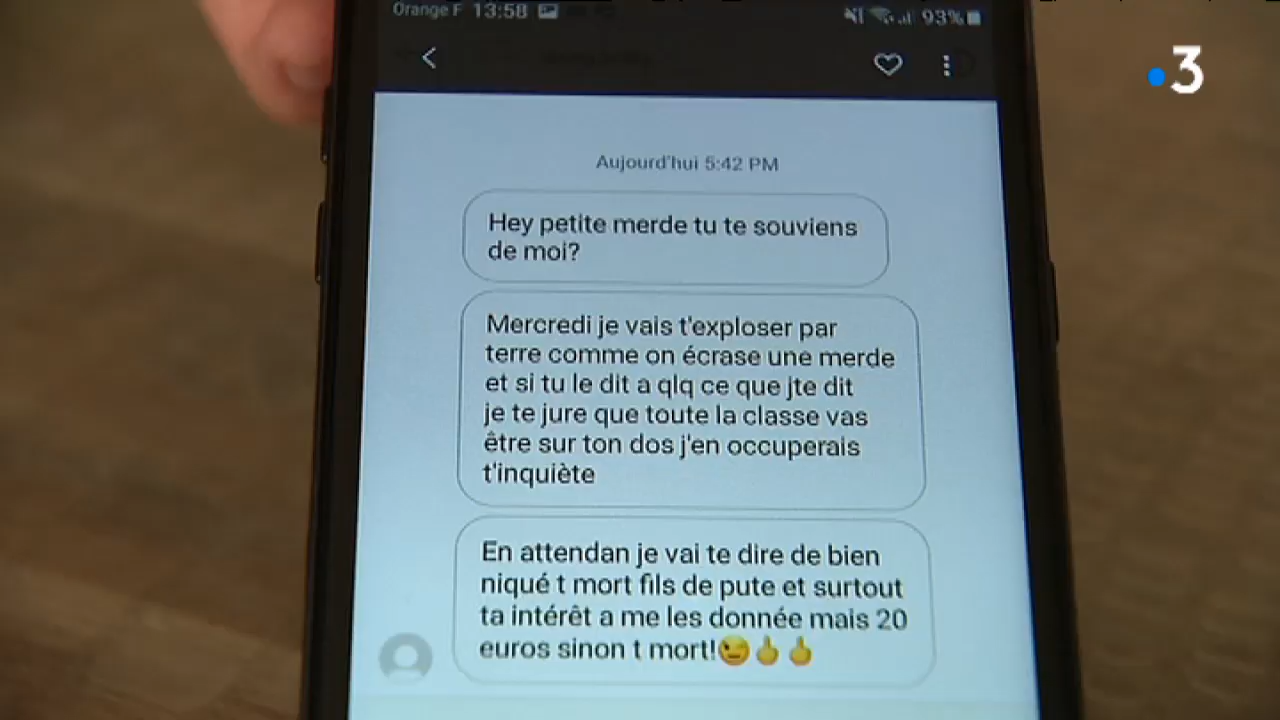 Orange F 13:58 93%
3
Aujourd'hui 5:42 PM
Hey petite merde tu te souviens
de moi?
Mercredi je vais t'exploser par
terre comme on écrase une merde
et si tu le dit a qlq ce que jte dit
je te jure que toute la classe vas
être sur ton dos j'en occuperais
t'inquiète
En attendan je vai te dire de bien
niqué t mort fils de pute et surtout
ta intérêt a me les donnée mais 20
euros sinon t mort!😉🖕🖕